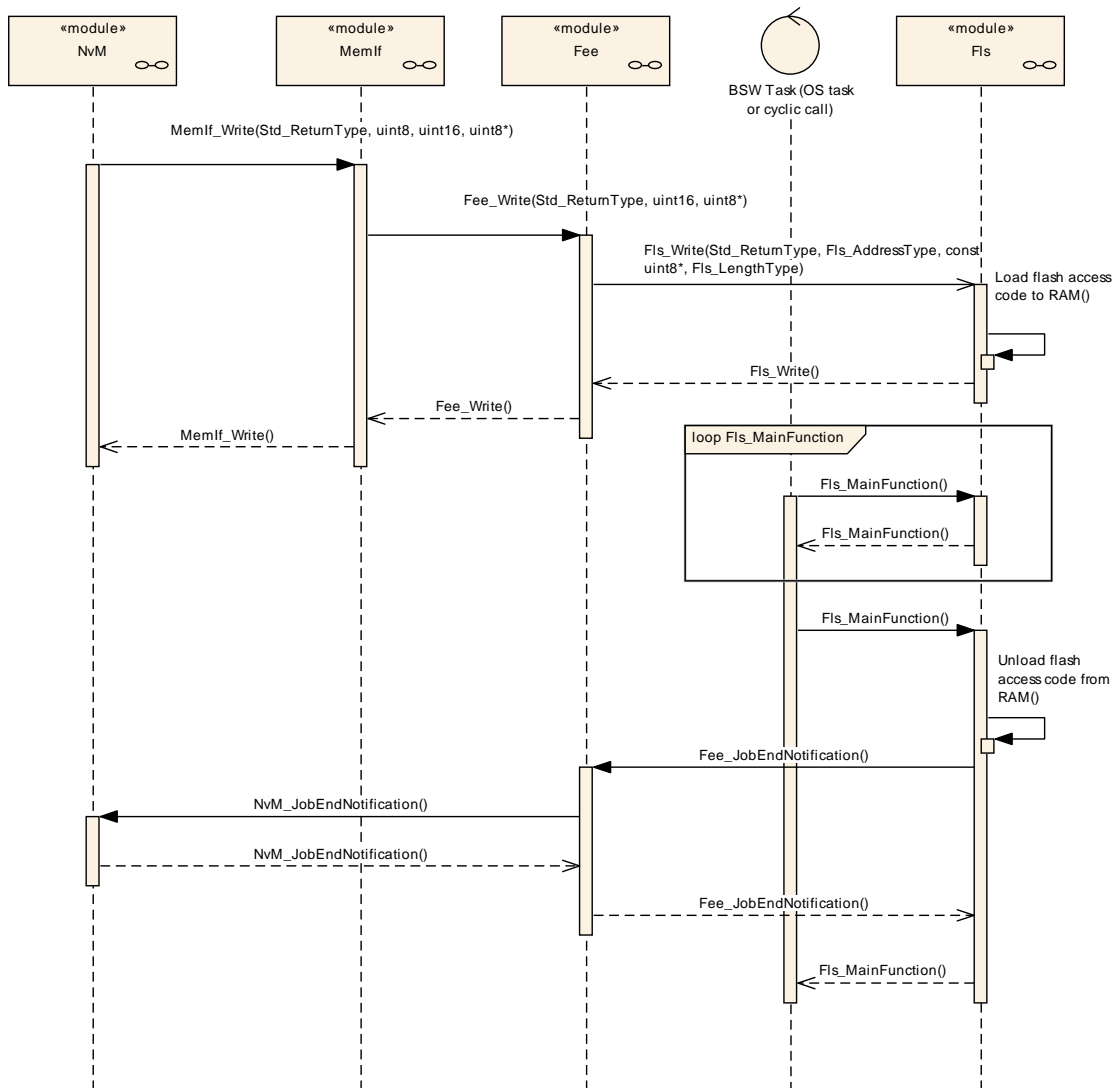 «module»
NvM
«module»
MemIf
«module»
Fee
BSW Task (OS task
or cyclic call)
«module»
Fls
MemIf_Write(Std_ReturnType, uint8, uint16, uint8*)
Fee_Write(Std_ReturnType, uint16, uint8*)
Fls_Write(Std_ReturnType, Fls_AddressType, const
uint8*, Fls_LengthType)
Load flash access
code to RAM()
Fls_Write()
Fee_Write()
MemIf_Write()
loop Fls_MainFunction
Fls_MainFunction()
Fls_MainFunction()
Fls_MainFunction()
Unload flash
access code from
RAM()
Fee_JobEndNotification()
NvM_JobEndNotification()
NvM_JobEndNotification()
Fee_JobEndNotification()
Fls_MainFunction()